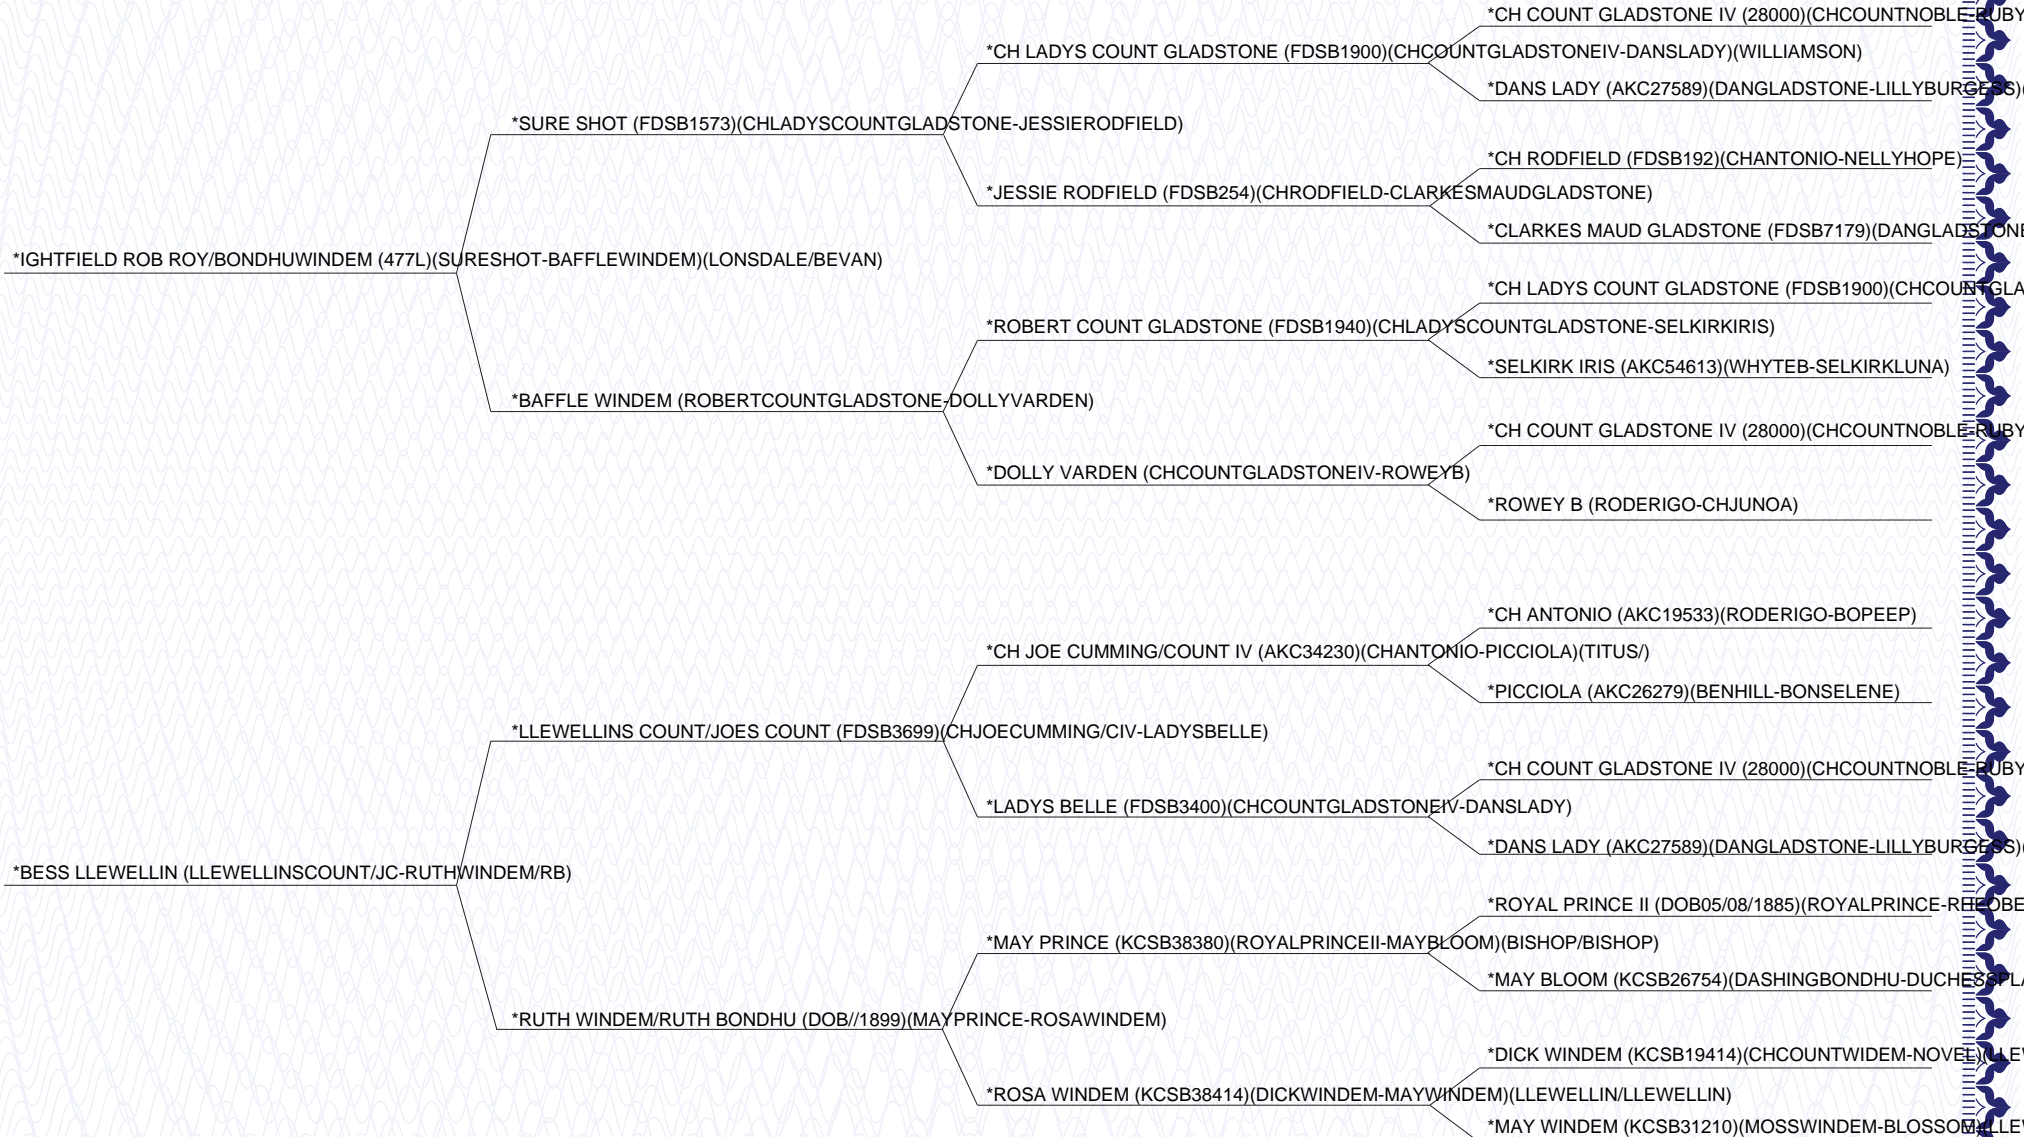 *CH COUNT GLADSTONE IV (28000)(CHCOUNTNOBLE-RUBY
*CH LADYS COUNT GLADSTONE (FDSB1900)(CHCOUNTGLADSTONEIV-DANSLADY)(WILLIAMSON)
*DANS LADY (AKC27589)(DANGLADSTONE-LILLYBURGESS)(
*SURE SHOT (FDSB1573)(CHLADYSCOUNTGLADSTONE-JESSIERODFIELD)
*CH RODFIELD (FDSB192)(CHANTONIO-NELLYHOPE)
*JESSIE RODFIELD (FDSB254)(CHRODFIELD-CLARKESMAUDGLADSTONE)
*CLARKES MAUD GLADSTONE (FDSB7179)(DANGLADSTONE
*IGHTFIELD ROB ROY/BONDHUWINDEM (477L)(SURESHOT-BAFFLEWINDEM)(LONSDALE/BEVAN)
*CH LADYS COUNT GLADSTONE (FDSB1900)(CHCOUNTGLA
*ROBERT COUNT GLADSTONE (FDSB1940)(CHLADYSCOUNTGLADSTONE-SELKIRKIRIS)
*SELKIRK IRIS (AKC54613)(WHYTEB-SELKIRKLUNA)
*BAFFLE WINDEM (ROBERTCOUNTGLADSTONE-DOLLYVARDEN)
*CH COUNT GLADSTONE IV (28000)(CHCOUNTNOBLE-RUBY
*DOLLY VARDEN (CHCOUNTGLADSTONEIV-ROWEYB)
*ROWEY B (RODERIGO-CHJUNOA)
*CH ANTONIO (AKC19533)(RODERIGO-BOPEEP)
*CH JOE CUMMING/COUNT IV (AKC34230)(CHANTONIO-PICCIOLA)(TITUS/)
*PICCIOLA (AKC26279)(BENHILL-BONSELENE)
*LLEWELLINS COUNT/JOES COUNT (FDSB3699)(CHJOECUMMING/CIV-LADYSBELLE)
*CH COUNT GLADSTONE IV (28000)(CHCOUNTNOBLE-RUBY
*LADYS BELLE (FDSB3400)(CHCOUNTGLADSTONEIV-DANSLADY)
*DANS LADY (AKC27589)(DANGLADSTONE-LILLYBURGESS)(
*BESS LLEWELLIN (LLEWELLINSCOUNT/JC-RUTHWINDEM/RB)
*ROYAL PRINCE II (DOB05/08/1885)(ROYALPRINCE-RHEOBE
*MAY PRINCE (KCSB38380)(ROYALPRINCEII-MAYBLOOM)(BISHOP/BISHOP)
*MAY BLOOM (KCSB26754)(DASHINGBONDHU-DUCHESSPLA
*RUTH WINDEM/RUTH BONDHU (DOB//1899)(MAYPRINCE-ROSAWINDEM)
*DICK WINDEM (KCSB19414)(CHCOUNTWIDEM-NOVEL)(LLEW
*ROSA WINDEM (KCSB38414)(DICKWINDEM-MAYWINDEM)(LLEWELLIN/LLEWELLIN)
*MAY WINDEM (KCSB31210)(MOSSWINDEM-BLOSSOM)(LLEW